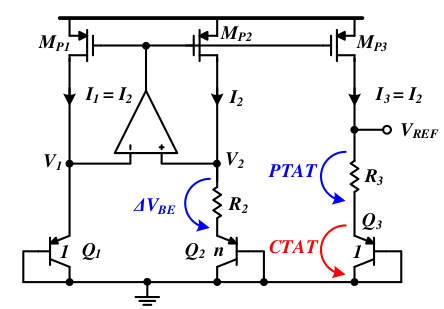 M_P1 M_P2 M_P3
I_1 = I_2 I_2 I_3 = I_2
V_REF
- +
V_1 V_2
PTAT R_3
ΔV_BE R_2
Q_3
1 Q_1 Q_2 n CTAT 1